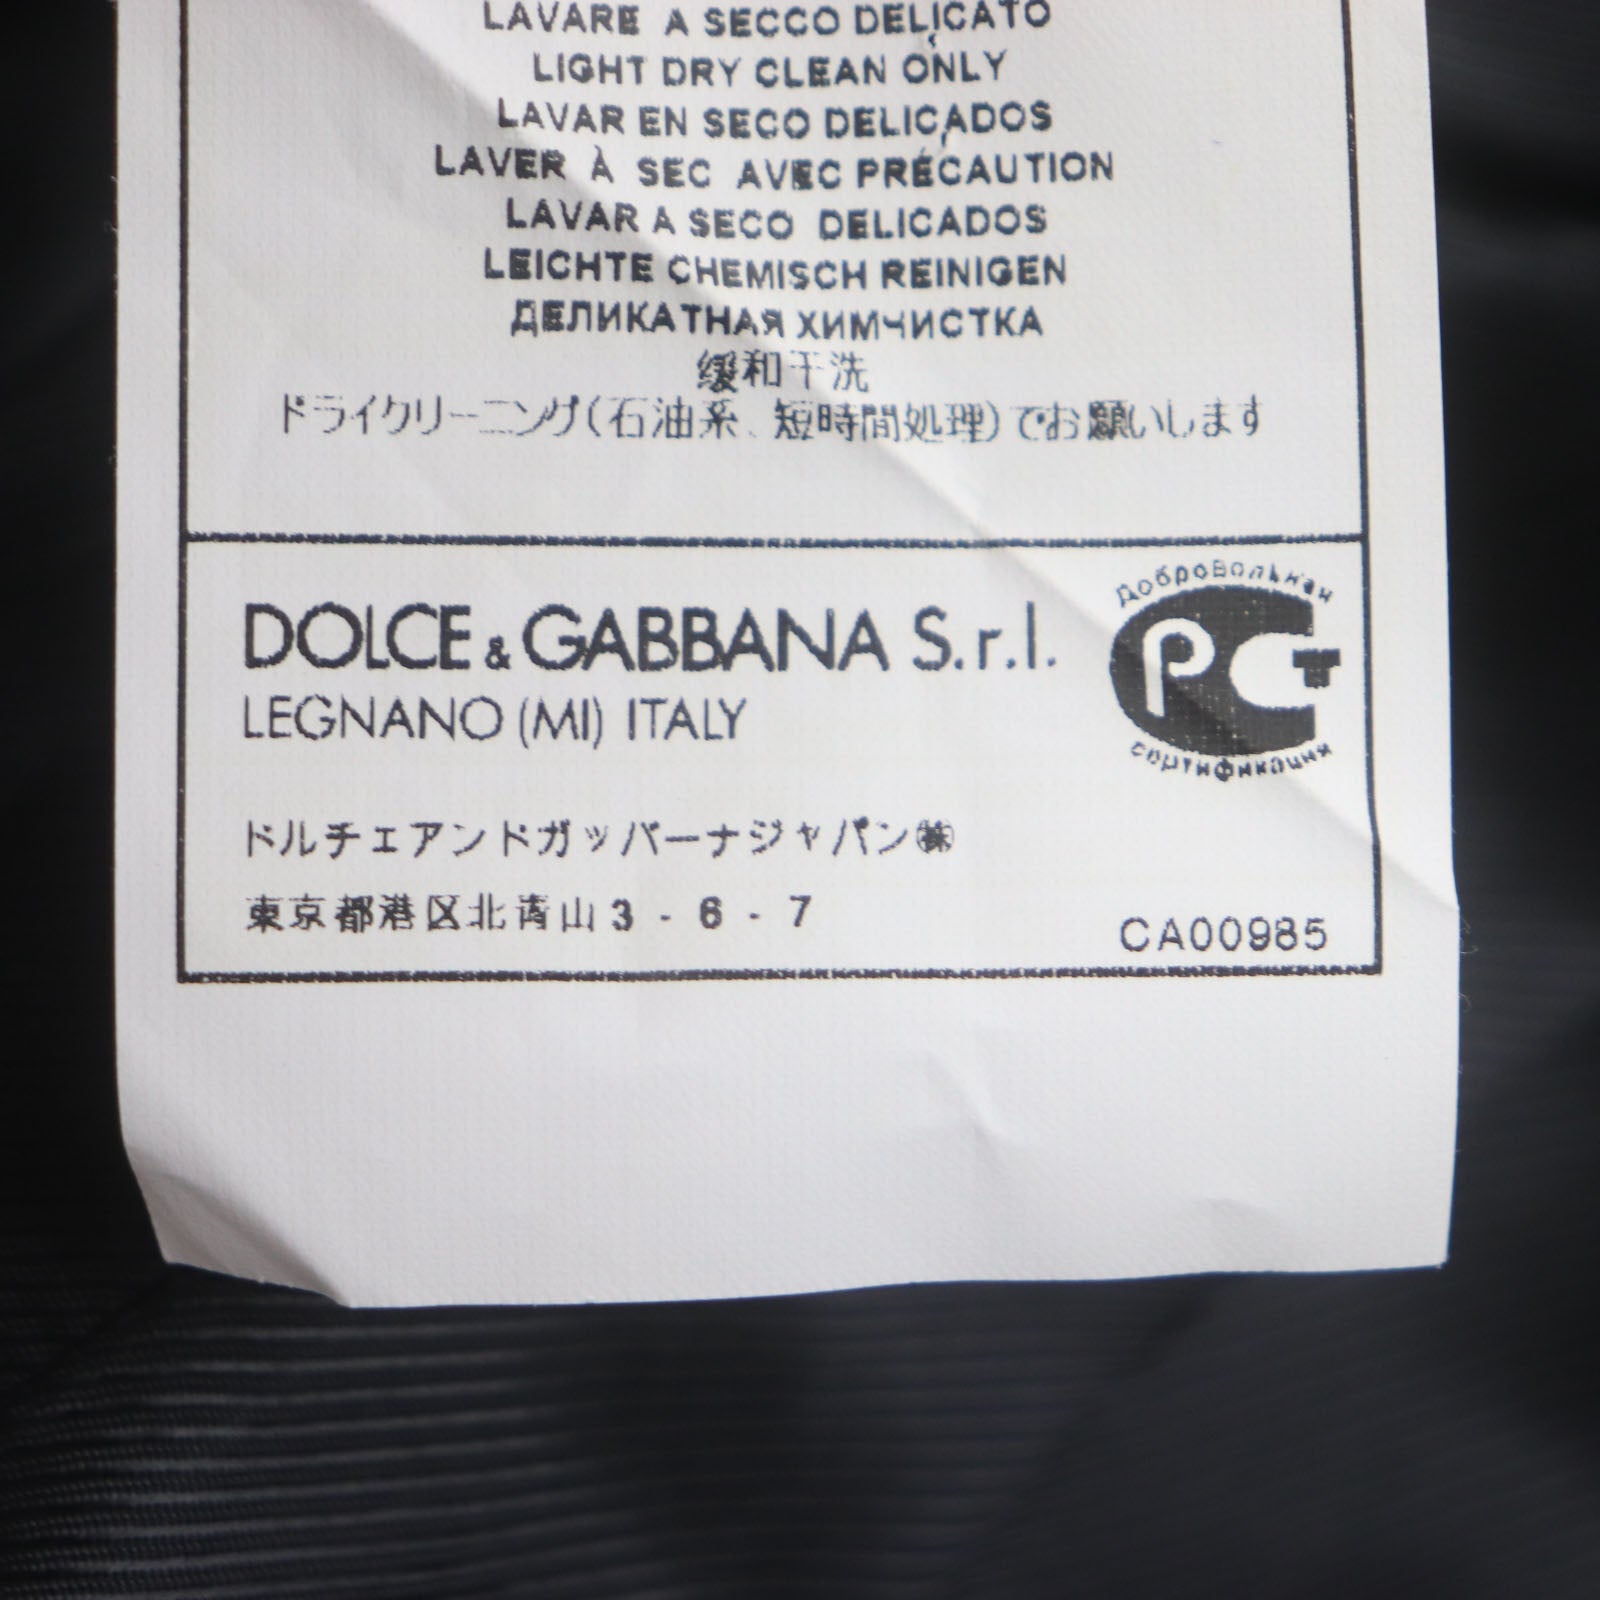 LAVARE A SECCO DELICATO
LIGHT DRY CLEAN ONLY
LAVAR EN SECO DELICADOS
LAVER À SEC AVEC PRÉCAUTION
LAVAR A SECO DELICADOS
LEICHTE CHEMISCH REINIGEN
ДЕЛИКАТНАЯ ХИМЧИСТКА
缓和干洗
ドライクリーニング(石油系、短時間処理)でお願いします
DOLCE & GABBANA S.r.l.
LEGNANO (MI) ITALY
Добровольная
РСТ
сертификации
ドルチェアンドガッバーナジャパン㈱
東京都港区北青山3-6-7
CA00985